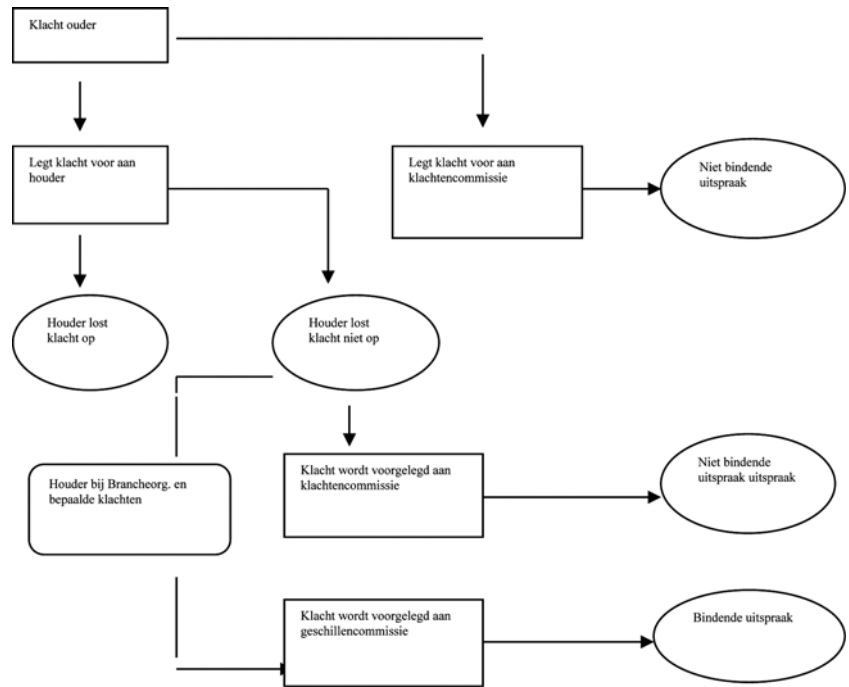 Klacht ouder
Legt klacht voor aan
houder
Legt klacht voor aan
klachtencommissie
Niet bindende
uitspraak
Houder lost
klacht op
Houder lost
klacht niet op
Houder bij Brancheorg. en
bepaalde klachten
Klacht wordt voorgelegd aan
klachtencommissie
Niet bindende
uitspraak uitspraak
Klacht wordt voorgelegd aan
geschillencommissie
Bindende uitspraak